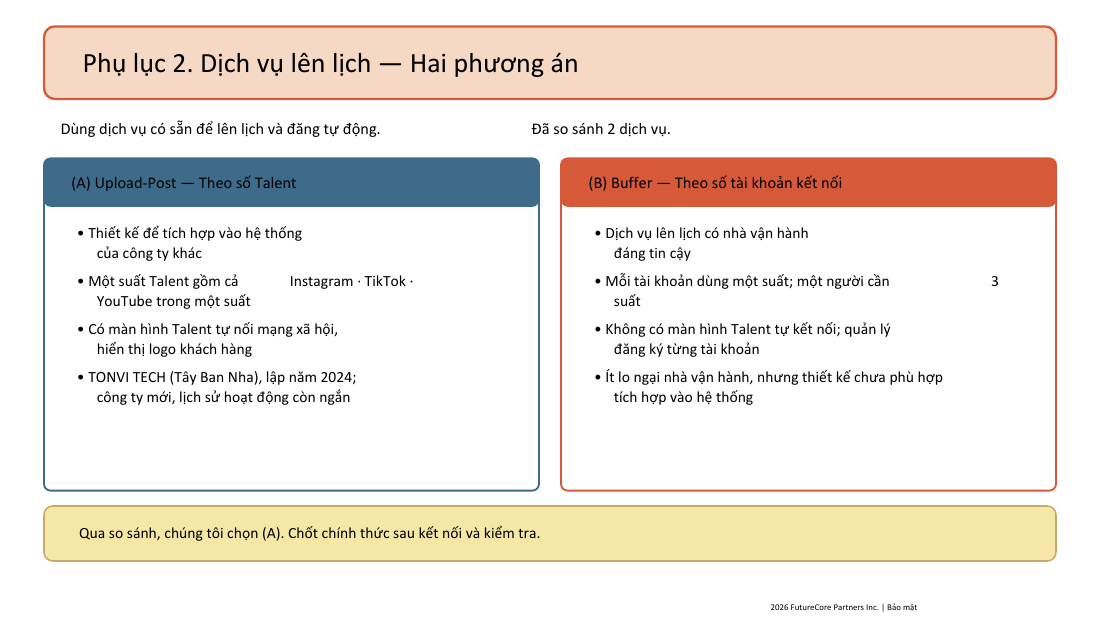 Phụ lục 2. Dịch vụ lên lịch — Hai phương án
Dùng dịch vụ có sẵn để lên lịch và đăng tự động.
Đã so sánh 2 dịch vụ.
(A) Upload-Post — Theo số Talent
• Thiết kế để tích hợp vào hệ thống
của công ty khác
• Một suất Talent gồm cả Instagram · TikTok ·
YouTube trong một suất
• Có màn hình Talent tự nối mạng xã hội,
hiển thị logo khách hàng
• TONVI TECH (Tây Ban Nha), lập năm 2024;
công ty mới, lịch sử hoạt động còn ngắn
(B) Buffer — Theo số tài khoản kết nối
• Dịch vụ lên lịch có nhà vận hành
đáng tin cậy
• Mỗi tài khoản dùng một suất; một người cần 3
suất
• Không có màn hình Talent tự kết nối; quản lý
đăng ký từng tài khoản
• Ít lo ngại nhà vận hành, nhưng thiết kế chưa phù hợp
tích hợp vào hệ thống
Qua so sánh, chúng tôi chọn (A). Chốt chính thức sau kết nối và kiểm tra.
2026 FutureCore Partners Inc. | Bảo mật